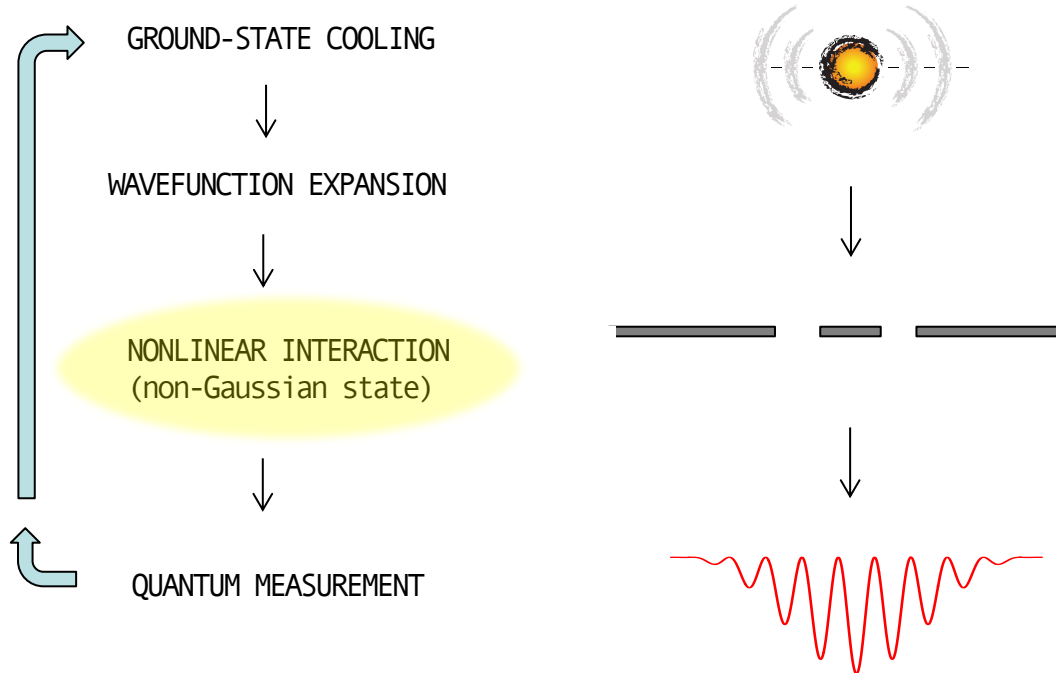 GROUND-STATE COOLING
WAVEFUNCTION EXPANSION
NONLINEAR INTERACTION
(non-Gaussian state)
QUANTUM MEASUREMENT